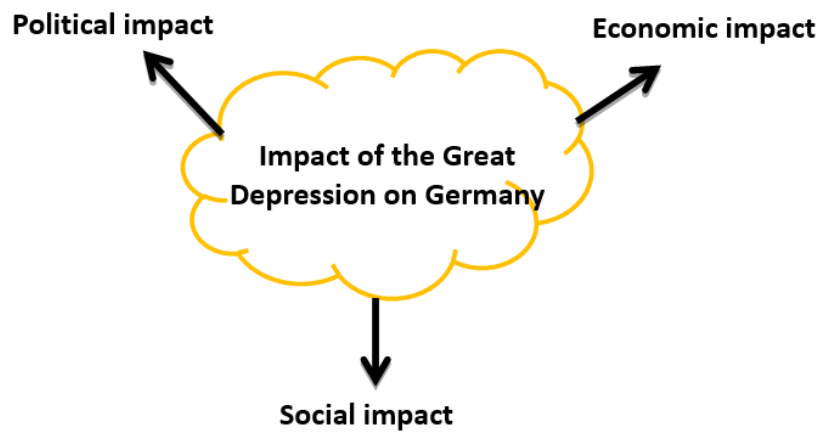 Political impact
Economic impact
Impact of the Great
Depression on Germany
Social impact